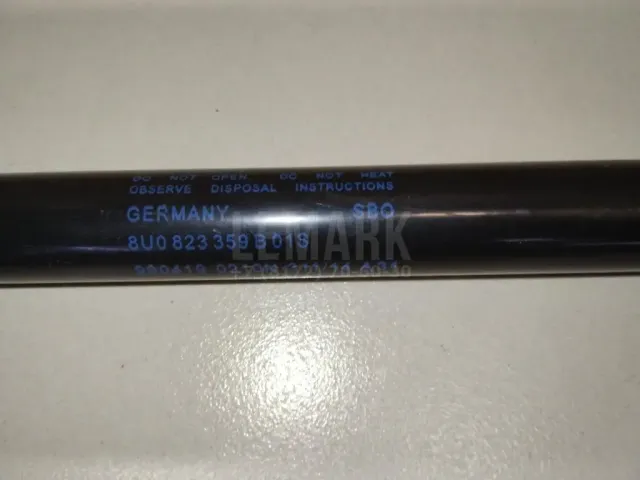 DO NOT OPEN. DO NOT HEAT
OBSERVE DISPOSAL INSTRUCTIONS
GERMANY SBO
8U0 823 359 B 01S
LEMARK